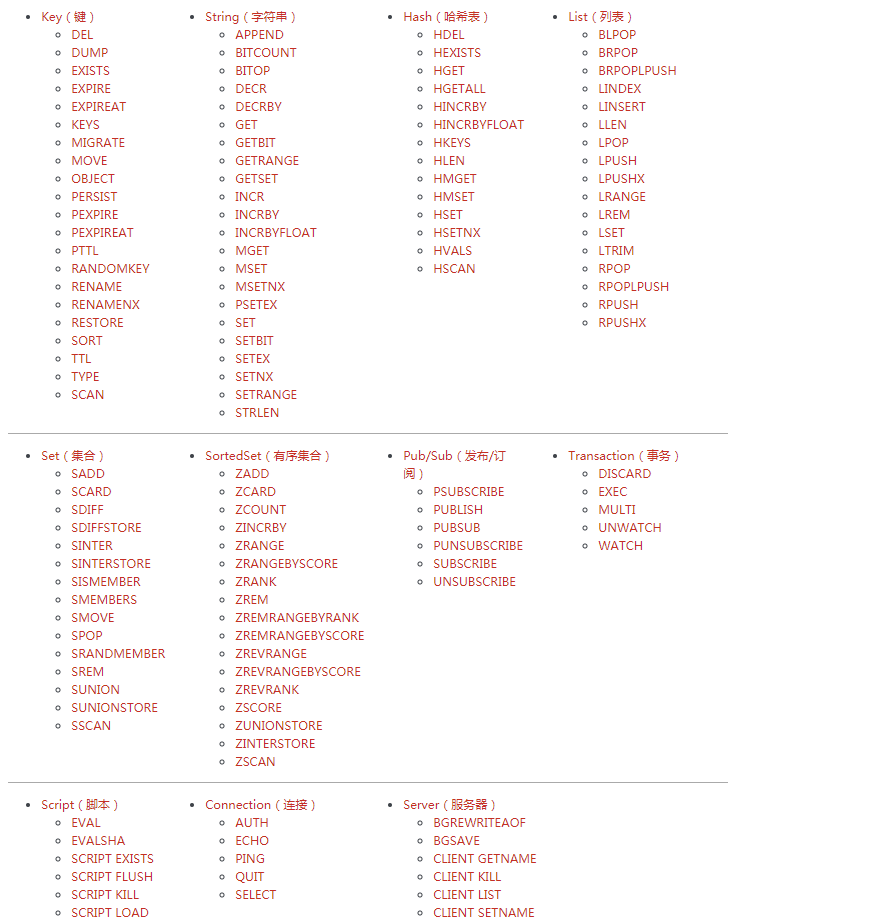 Key（键）
DEL
DUMP
EXISTS
EXPIRE
EXPIREAT
KEYS
MIGRATE
MOVE
OBJECT
PERSIST
PEXPIRE
PEXPIREAT
PTTL
RANDOMKEY
RENAME
RENAMENX
RESTORE
SORT
TTL
TYPE
SCAN
String（字符串）
APPEND
BITCOUNT
BITOP
DECR
DECRBY
GET
GETBIT
GETRANGE
GETSET
INCR
INCRBY
INCRBYFLOAT
MGET
MSET
MSETNX
PSETEX
SET
SETBIT
SETEX
SETNX
SETRANGE
STRLEN
Hash（哈希表）
HDEL
HEXISTS
HGET
HGETALL
HINCRBY
HINCRBYFLOAT
HKEYS
HLEN
HMGET
HMSET
HSET
HSETNX
HVALS
HSCAN
List（列表）
BLPOP
BRPOP
BRPOPLPUSH
LINDEX
LINSERT
LLEN
LPOP
LPUSH
LPUSHX
LRANGE
LREM
LSET
LTRIM
RPOP
RPOPLPUSH
RPUSH
RPUSHX
Set（集合）
SADD
SCARD
SDIFF
SDIFFSTORE
SINTER
SINTERSTORE
SISMEMBER
SMEMBERS
SMOVE
SPOP
SRANDMEMBER
SREM
SUNION
SUNIONSTORE
SSCAN
SortedSet（有序集合）
ZADD
ZCARD
ZCOUNT
ZINCRBY
ZRANGE
ZRANGEBYSCORE
ZRANK
ZREM
ZREMRANGEBYRANK
ZREMRANGEBYSCORE
ZREVRANGE
ZREVRANGEBYSCORE
ZREVRANK
ZSCORE
ZUNIONSTORE
ZINTERSTORE
ZSCAN
Pub/Sub（发布/订
阅）
PSUBSCRIBE
PUBLISH
PUBSUB
PUNSUBSCRIBE
SUBSCRIBE
UNSUBSCRIBE
Transaction（事务）
DISCARD
EXEC
MULTI
UNWATCH
WATCH
Script（脚本）
EVAL
EVALSHA
SCRIPT EXISTS
SCRIPT FLUSH
SCRIPT KILL
SCRIPT LOAD
Connection（连接）
AUTH
ECHO
PING
QUIT
SELECT
Server（服务器）
BGREWRITEAOF
BGSAVE
CLIENT GETNAME
CLIENT KILL
CLIENT LIST
CLIENT SETNAME